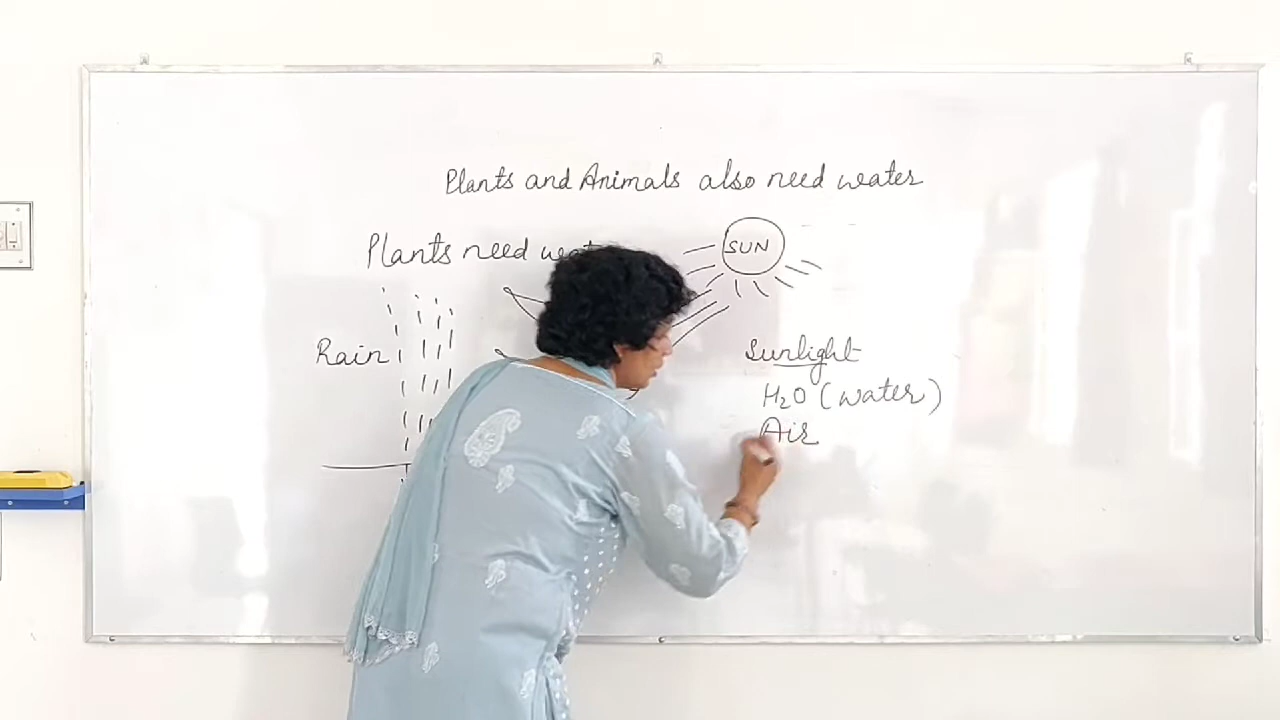 Plants and Animals also need water
Plants need
SUN
Rain
Sunlight
H₂O (water)
Air